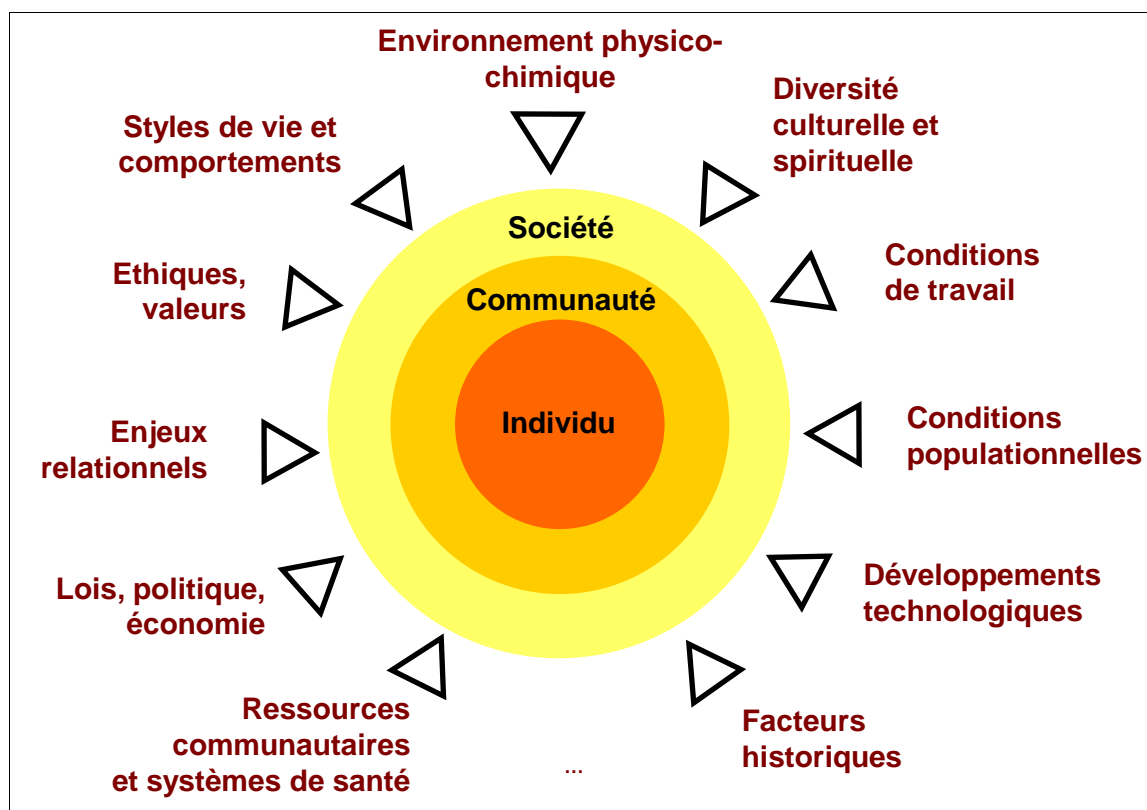 Environnement physico-
chimique
Diversité
culturelle et
spirituelle
Styles de vie et
comportements
Société
Conditions
de travail
Ethiques,
valeurs
Communauté
Individu
Conditions
populationnelles
Enjeux
relationnels
Développements
technologiques
Lois, politique,
économie
Ressources
communautaires
et systèmes de santé
Facteurs
historiques
...